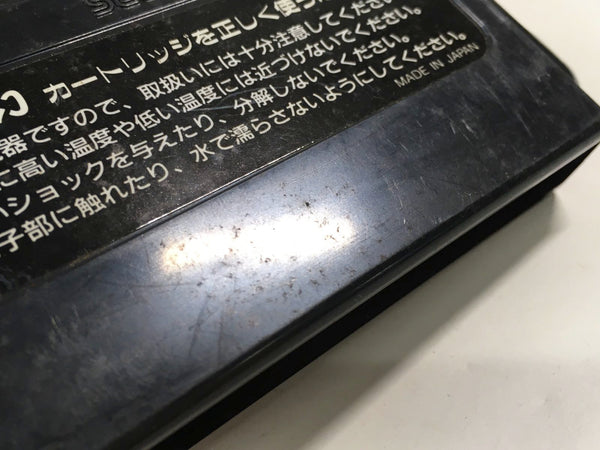 カートリッジを正しく使う
器ですので、取扱いには十分注意してください。
に高い温度や低い温度には近づけないでください。
ショックを与えたり、分解しないでください。
子部に触れたり、水で濡らさないようにしてください。
MADE IN JAPAN